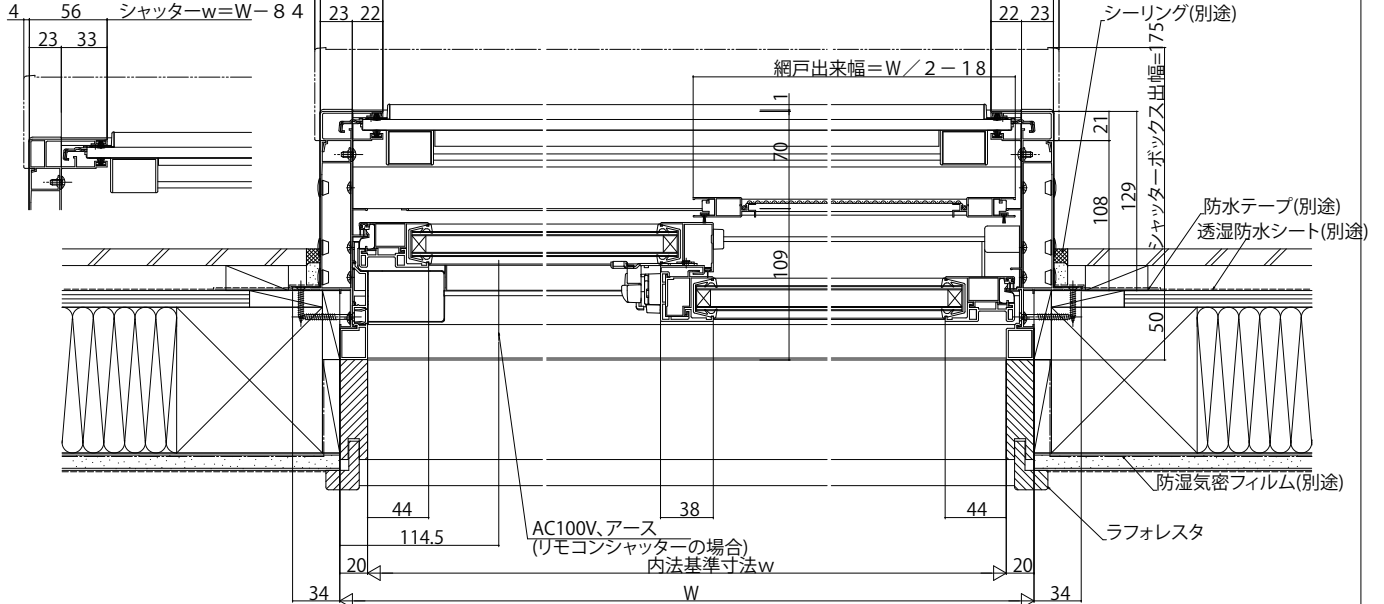 4
56
シャッターw=W-84
23
33
23
22
22
23
シーリング(別途)
網戸出来幅=W/2-18
シャッターボックス出幅=175
1
70
109
21
108
129
50
防水テープ(別途)
透湿防水シート(別途)
防湿気密フィルム(別途)
ラフォレスタ
44
38
44
114.5
AC100V、アース
(リモコンシャッターの場合)
20
内法基準寸法w
20
34
W
34